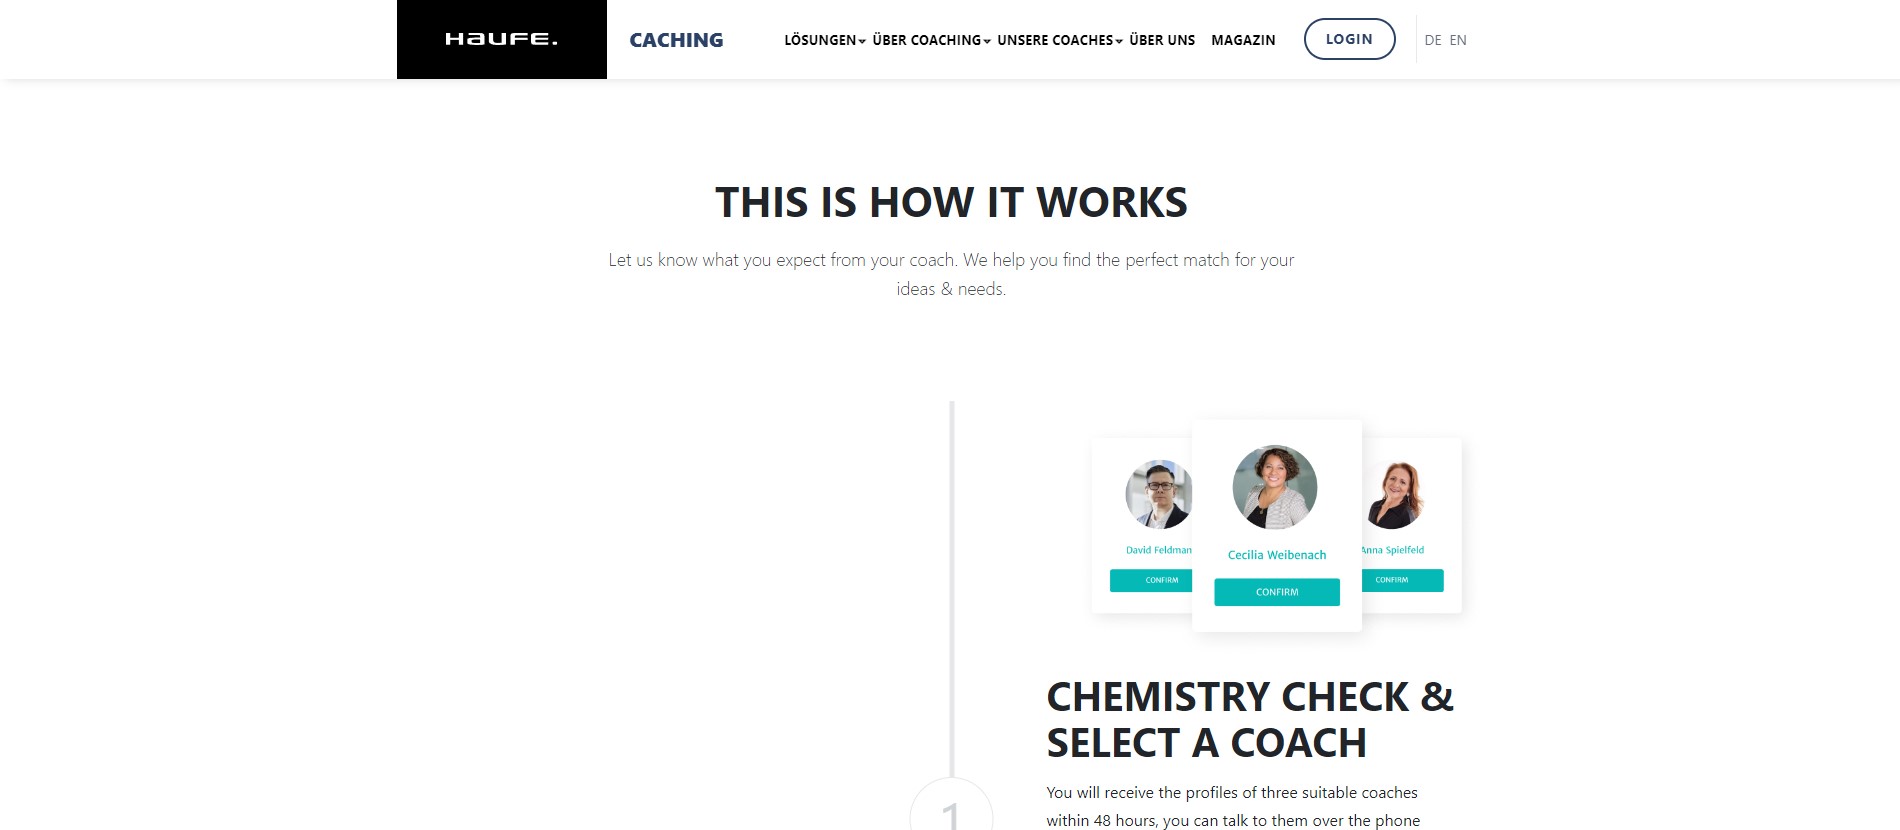 HAUFE.
CACHING
LÖSUNGEN ÜBER COACHING UNSERE COACHES ÜBER UNS MAGAZIN
LOGIN
DE EN
THIS IS HOW IT WORKS
Let us know what you expect from your coach. We help you find the perfect match for your
ideas & needs.
David Feldman
CONFIRM
Cecilia Weibenach
CONFIRM
Anna Spielfeld
CONFIRM
CHEMISTRY CHECK &
SELECT A COACH
You will receive the profiles of three suitable coaches
within 48 hours, you can talk to them over the phone
1